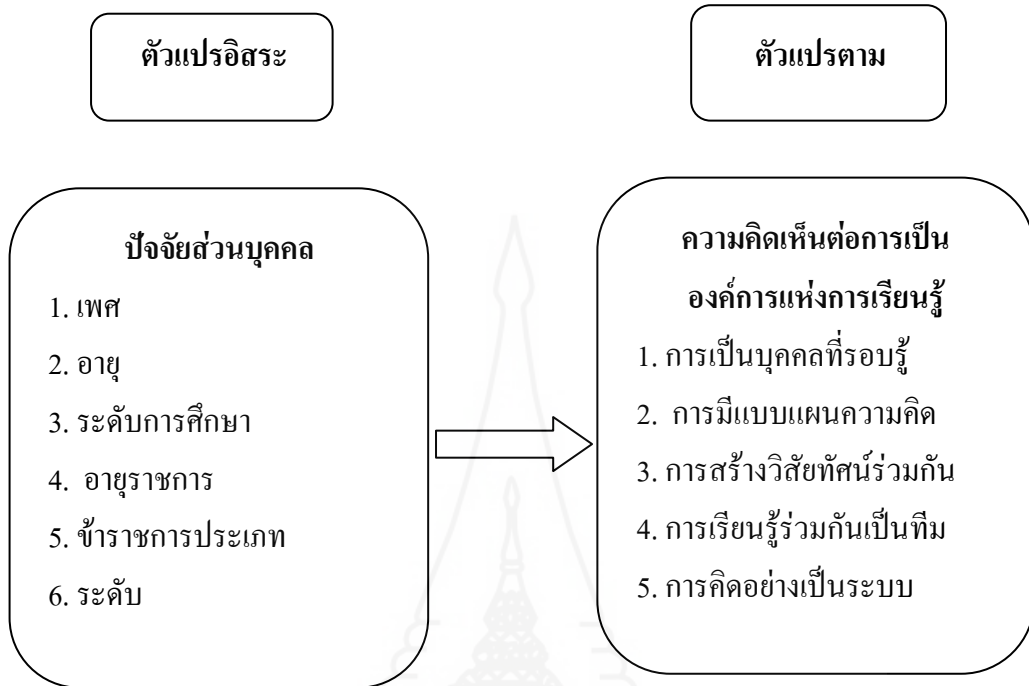 ตัวแปรอิสระ
ตัวแปรตาม
ปัจจัยส่วนบุคคล
1. เพศ
2. อายุ
3. ระดับการศึกษา
4. อายุราชการ
5. ข้าราชการประเภท
6. ระดับ
ความคิดเห็นต่อการเป็น
องค์การแห่งการเรียนรู้
1. การเป็นบุคคลที่รอบรู้
2. การมีแบบแผนความคิด
3. การสร้างวิสัยทัศน์ร่วมกัน
4. การเรียนรู้ร่วมกันเป็นทีม
5. การคิดอย่างเป็นระบบ